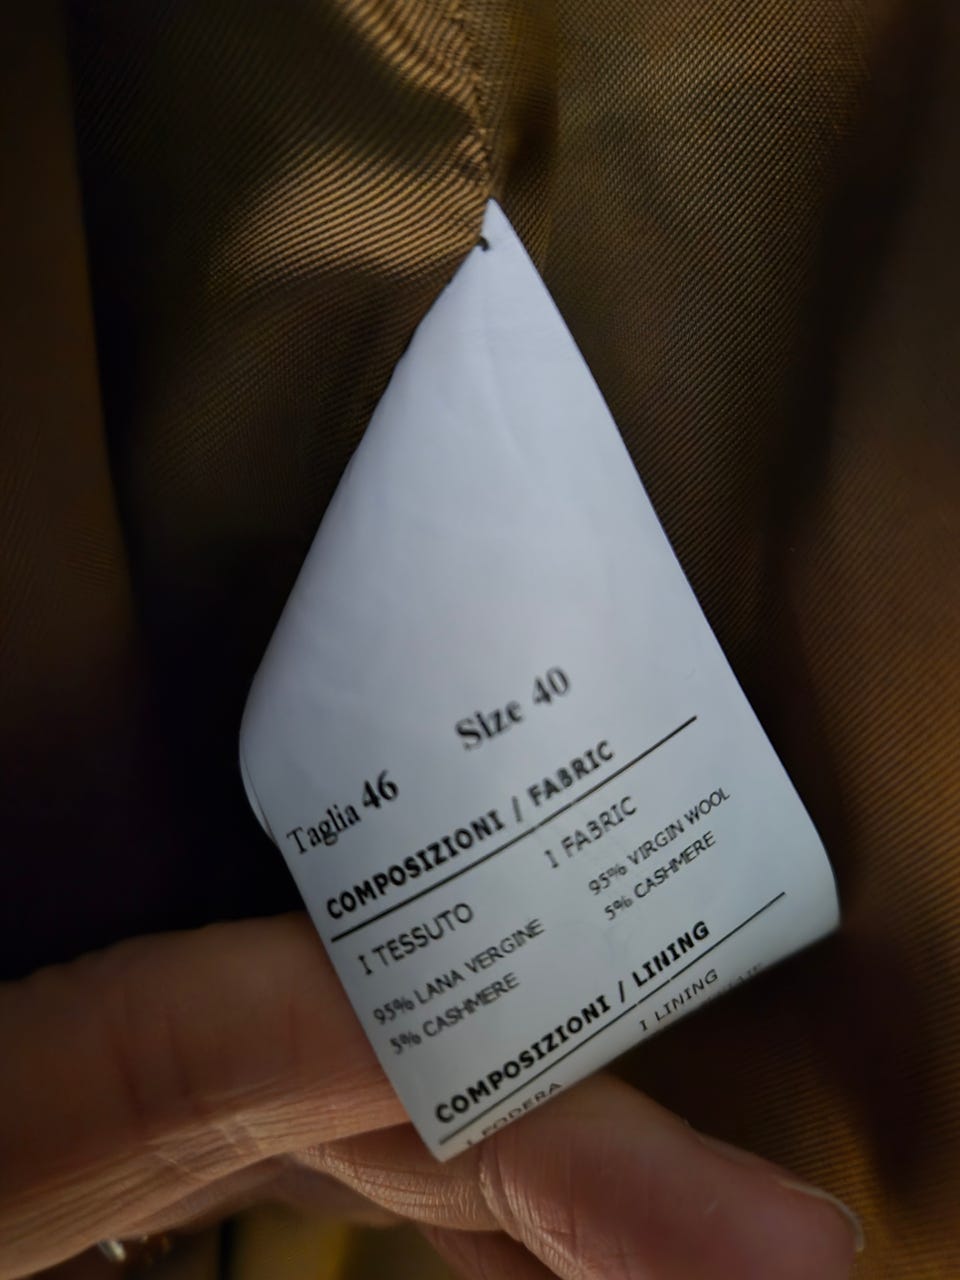 Taglia 46 Size 40
COMPOSIZIONI / FABRIC
I TESSUTO I FABRIC
95% LANA VERGINE 95% VIRGIN WOOL
5% CASHMERE 5% CASHMERE
COMPOSIZIONI / LINING
I FODERA I LINING